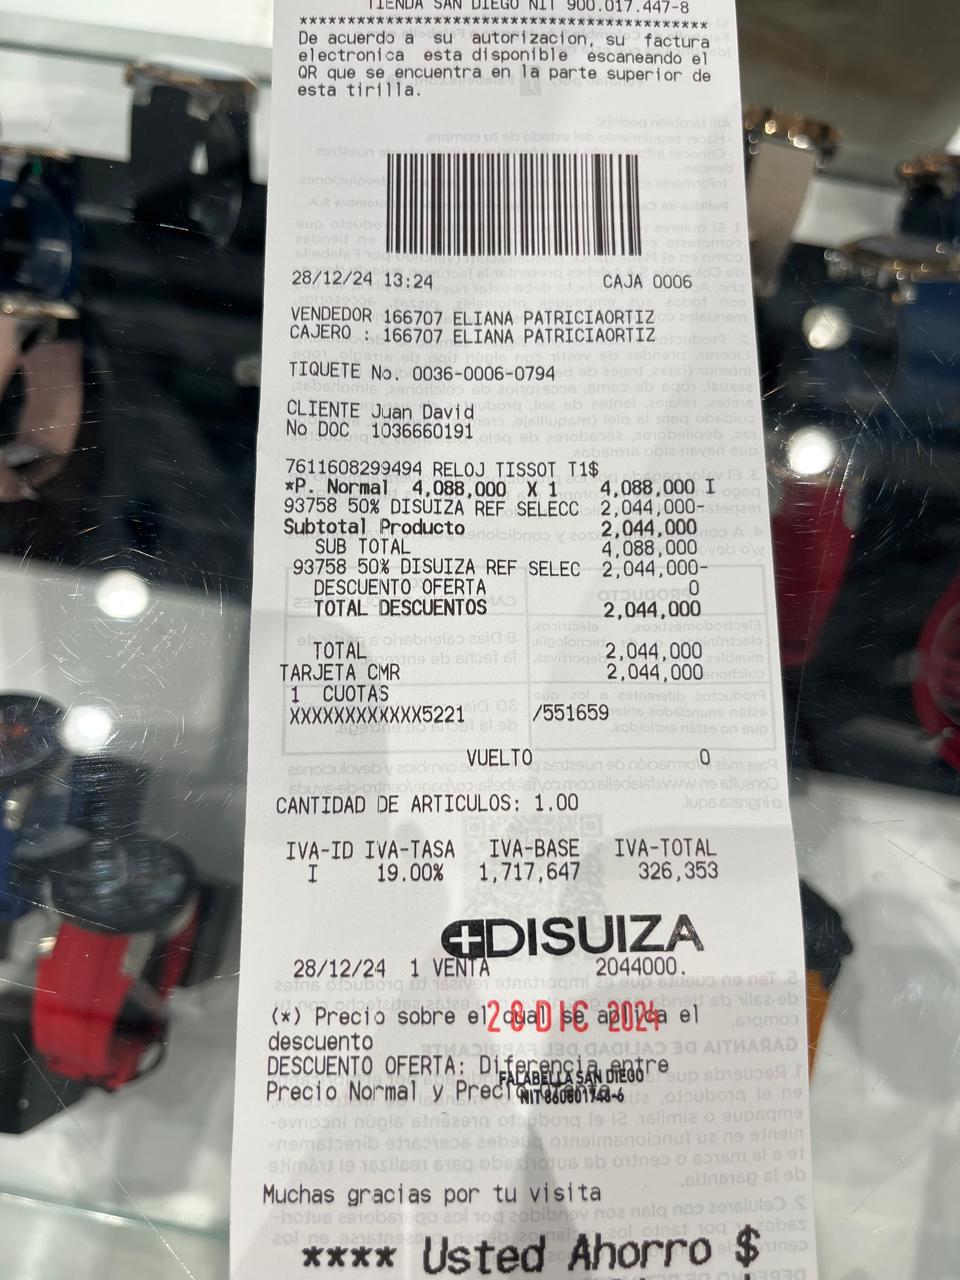 TIENDA SAN DIEGO NIT 900.017.447-8
**********************************************
De acuerdo a su autorizacion, su factura
electronica esta disponible escaneando el
QR que se encuentra en la parte superior de
esta tirilla.
28/12/24 13:24 CAJA 0006
VENDEDOR 166707 ELIANA PATRICIAORTIZ
CAJERO : 166707 ELIANA PATRICIAORTIZ
TIQUETE No. 0036-0006-0794
CLIENTE Juan David
No DOC 1036660191
7611608299494 RELOJ TISSOT T1$
*P. Normal 4,088,000 X 1 4,088,000 I
93758 50% DISUIZA REF SELECC 2,044,000-
Subtotal Producto 2,044,000
SUB TOTAL 4,088,000
93758 50% DISUIZA REF SELEC 2,044,000-
DESCUENTO OFERTA 0
TOTAL DESCUENTOS 2,044,000
TOTAL 2,044,000
TARJETA CMR 2,044,000
1 CUOTAS
XXXXXXXXXXXX5221 /551659
VUELTO 0
CANTIDAD DE ARTICULOS: 1.00
IVA-ID IVA-TASA IVA-BASE IVA-TOTAL
I 19.00% 1,717,647 326,353
DISUIZA
28/12/24 1 VENTA 2044000.
(*) Precio sobre el cual se aplica el
28 DIC 2024
descuento
DESCUENTO OFERTA: Diferencia entre
FALABELLA SAN DIEGO
Precio Normal y Precio Oferta
NIT
Muchas gracias por tu visita
**** Usted Ahorro $